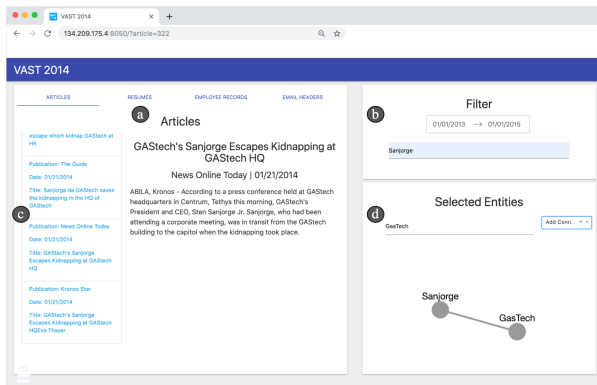 VAST 2014
134.209.175.4:8050/?article=322
VAST 2014
ARTICLES
RESUMES
EMPLOYEE RECORDS
EMAIL HEADERS
a
Articles
escape which kidnap GAStech at
HK
Publication: The Guide
Date: 01/21/2014
Title: Sanjorge de GAStech saves
the kidnapping in the HQ of
GAStech
c
Publication: News Online Today
Date: 01/21/2014
Title: GAStech's Sanjorge
Escapes Kidnapping at GAStech
HQ
Publication: Kronos Star
Date: 01/21/2014
Title: GAStech's Sanjorge
Escapes Kidnapping at GAStech
HQEva Thayer
GAStech's Sanjorge Escapes Kidnapping at
GAStech HQ
News Online Today | 01/21/2014
ABILA, Kronos - According to a press conference held at GAStech
headquarters in Centrum, Tethys this morning, GAStech's
President and CEO, Sten Sanjorge Jr. Sanjorge, who had been
attending a corporate meeting, was in transit from the GAStech
building to the capitol when the kidnapping took place.
b
Filter
01/01/2013 → 01/01/2015
Sanjorge
d
Selected Entities
GasTech
Add Conn... ×
Sanjorge
GasTech